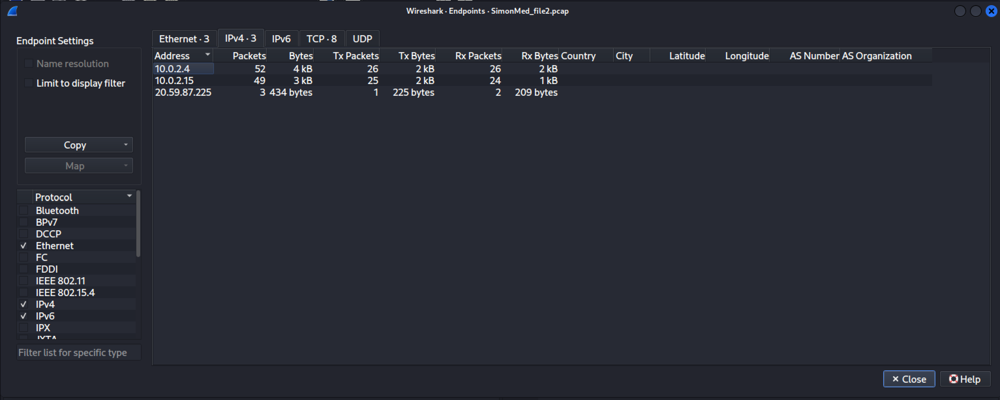 Wireshark · Endpoints · SimonMed_file2.pcap
Endpoint Settings
Name resolution
Limit to display filter
Copy
Map
Protocol
Bluetooth
BPv7
DCCP
Ethernet
FC
FDDI
IEEE 802.11
IEEE 802.15.4
IPv4
IPv6
IPX
JXTA
Filter list for specific type
Ethernet · 3 IPv4 · 3 IPv6 TCP · 8 UDP
Address Packets Bytes Tx Packets Tx Bytes Rx Packets Rx Bytes Country City Latitude Longitude AS Number AS Organization
10.0.2.4 52 4 kB 26 2 kB 26 2 kB
10.0.2.15 49 3 kB 25 2 kB 24 1 kB
20.59.87.225 3 434 bytes 1 225 bytes 2 209 bytes
Close Help